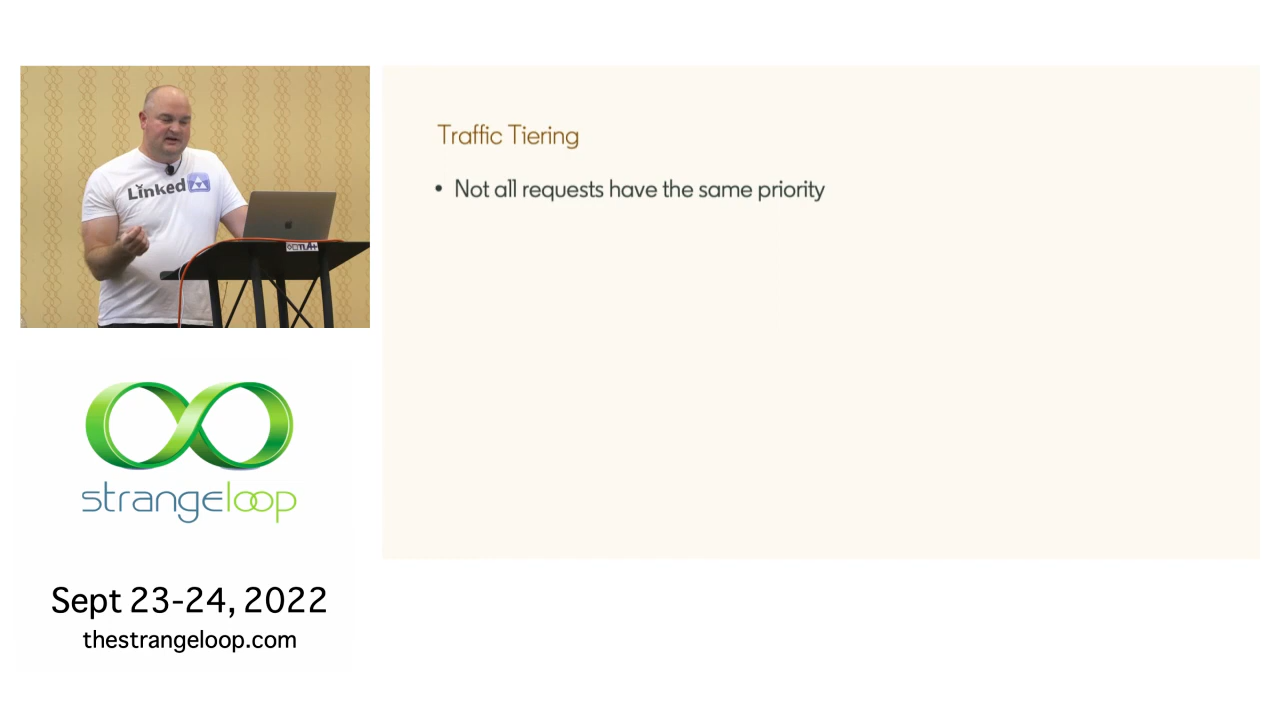 Traffic Tiering
• Not all requests have the same priority
Linked
strangeloop
Sept 23-24, 2022
thestrangeloop.com